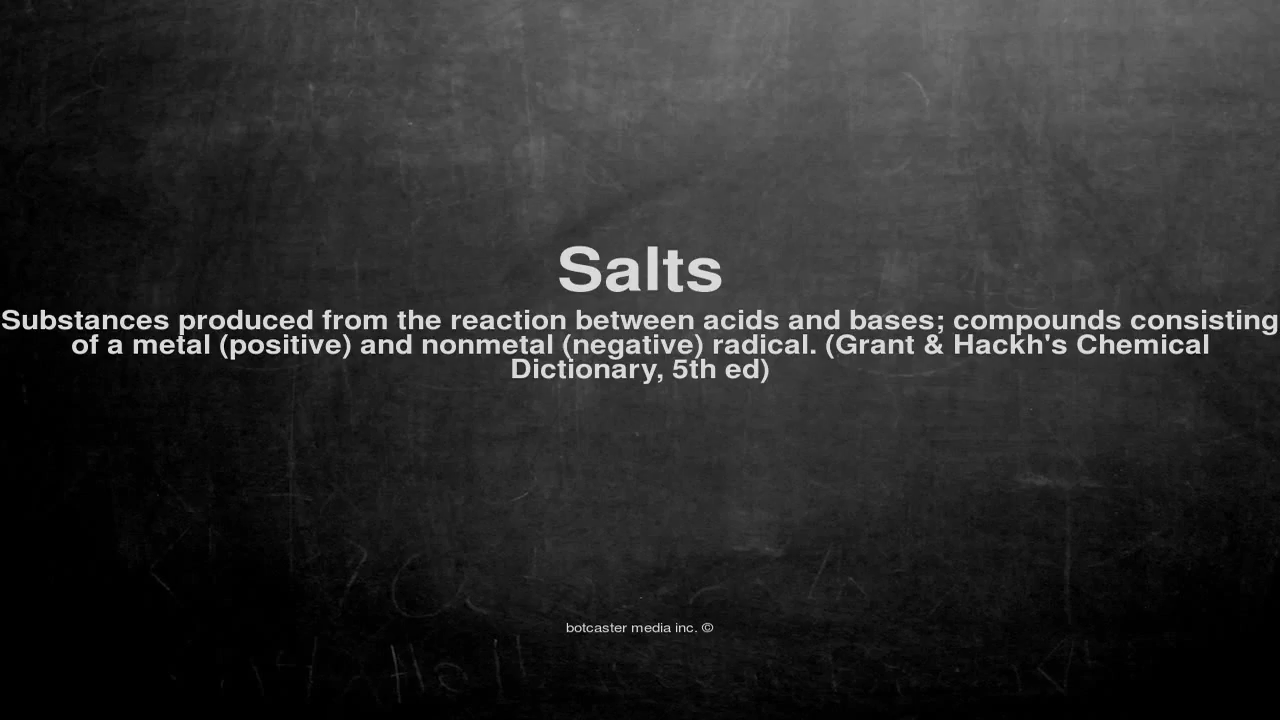 Salts
Substances produced from the reaction between acids and bases; compounds consisting
of a metal (positive) and nonmetal (negative) radical. (Grant & Hackh's Chemical
Dictionary, 5th ed)
botcaster media inc. ©